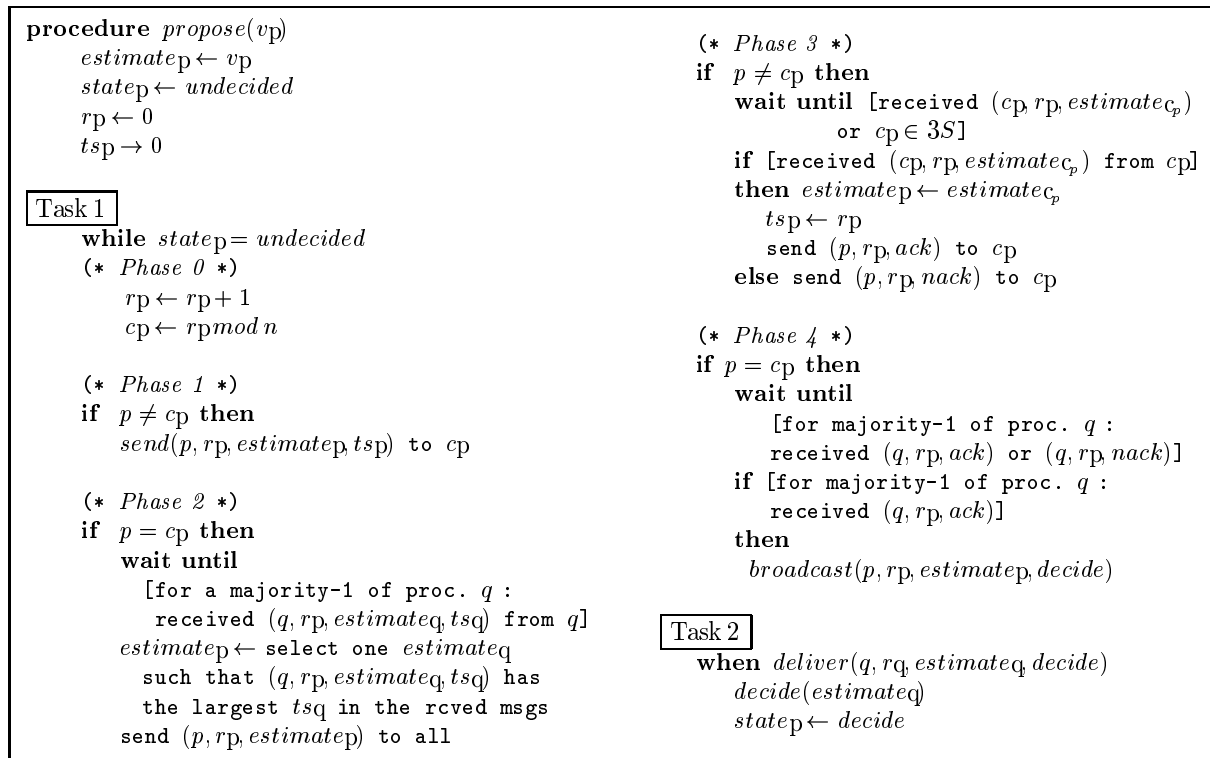 procedure propose(vp)
estimatep ← vp
statep ← undecided
rp ← 0
tsp → 0
Task 1
while statep = undecided
(* Phase 0 *)
rp ← rp + 1
cp ← rp mod n
(* Phase 1 *)
if p ≠ cp then
send(p, rp, estimatep, tsp) to cp
(* Phase 2 *)
if p = cp then
wait until
[for a majority-1 of proc. q :
received (q, rp, estimateq, tsq) from q]
estimatep ← select one estimateq
such that (q, rp, estimateq, tsq) has
the largest tsq in the rcved msgs
send (p, rp, estimatep) to all
(* Phase 3 *)
if p ≠ cp then
wait until [received (cp, rp, estimatecp)
or cp ∈ 3S]
if [received (cp, rp, estimatecp) from cp]
then estimatep ← estimatecp
tsp ← rp
send (p, rp, ack) to cp
else send (p, rp, nack) to cp
(* Phase 4 *)
if p = cp then
wait until
[for majority-1 of proc. q :
received (q, rp, ack) or (q, rp, nack)]
if [for majority-1 of proc. q :
received (q, rp, ack)]
then
broadcast(p, rp, estimatep, decide)
Task 2
when deliver(q, rq, estimateq, decide)
decide(estimateq)
statep ← decide